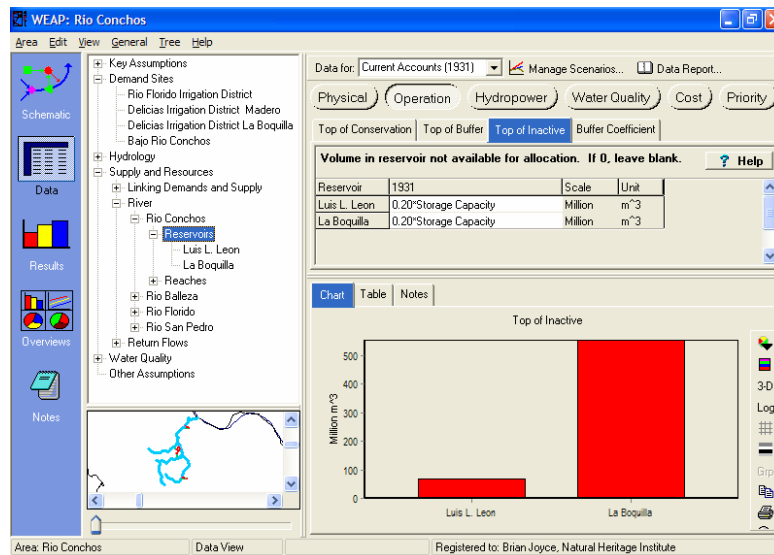 WEAP: Rio Conchos
Area Edit View General Tree Help
Schematic
Data
Results
Overviews
Notes
Key Assumptions
Demand Sites
Rio Florido Irrigation District
Delicias Irrigation District Madero
Delicias Irrigation District La Boquilla
Bajo Rio Conchos
Hydrology
Supply and Resources
Linking Demands and Supply
River
Rio Conchos
Reservoirs
Luis L. Leon
La Boquilla
Reaches
Rio Balleza
Rio Florido
Rio San Pedro
Return Flows
Water Quality
Other Assumptions
Data for: Current Accounts (1931) Manage Scenarios... Data Report...
Physical Operation Hydropower Water Quality Cost Priority
Top of Conservation Top of Buffer Top of Inactive Buffer Coefficient
Volume in reservoir not available for allocation. If 0, leave blank. ? Help
Reservoir 1931 Scale Unit
Luis L. Leon 0.20*Storage Capacity Million m^3
La Boquilla 0.20*Storage Capacity Million m^3
Chart Table Notes
Top of Inactive
Million m^3
500
400
300
200
100
0
Luis L. Leon La Boquilla
3-D
Log
Grp
Area: Rio Conchos Data View Registered to: Brian Joyce, Natural Heritage Institute